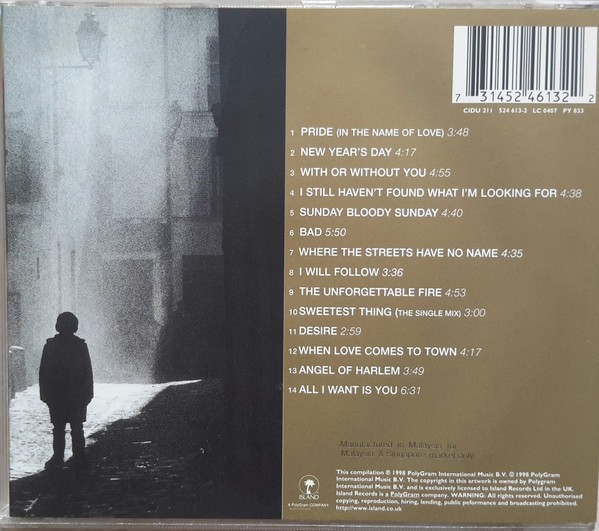 7 31452 46132 2
CIDU 211 524 613-2 LC 0407 PY 833
1 PRIDE (IN THE NAME OF LOVE) 3:48
2 NEW YEAR'S DAY 4:17
3 WITH OR WITHOUT YOU 4:55
4 I STILL HAVEN'T FOUND WHAT I'M LOOKING FOR 4:38
5 SUNDAY BLOODY SUNDAY 4:40
6 BAD 5:50
7 WHERE THE STREETS HAVE NO NAME 4:35
8 I WILL FOLLOW 3:36
9 THE UNFORGETTABLE FIRE 4:53
10 SWEETEST THING (THE SINGLE MIX) 3:00
11 DESIRE 2:59
12 WHEN LOVE COMES TO TOWN 4:17
13 ANGEL OF HARLEM 3:49
14 ALL I WANT IS YOU 6:31
Manufactured in Malaysia for
Malaysia & Singapore market only
This compilation ℗ 1998 PolyGram International Music B.V. © 1998 PolyGram
International Music B.V. The copyright in this artwork is owned by Polygram
International Music B.V. and is exclusively licensed to Island Records Ltd in the UK.
Island Records is a PolyGram company. WARNING: All rights reserved. Unauthorised
copying, reproduction, hiring, lending, public peformance and broadcasting prohibited.
http://www.island.co.uk
ISLAND
A PolyGram COMPANY